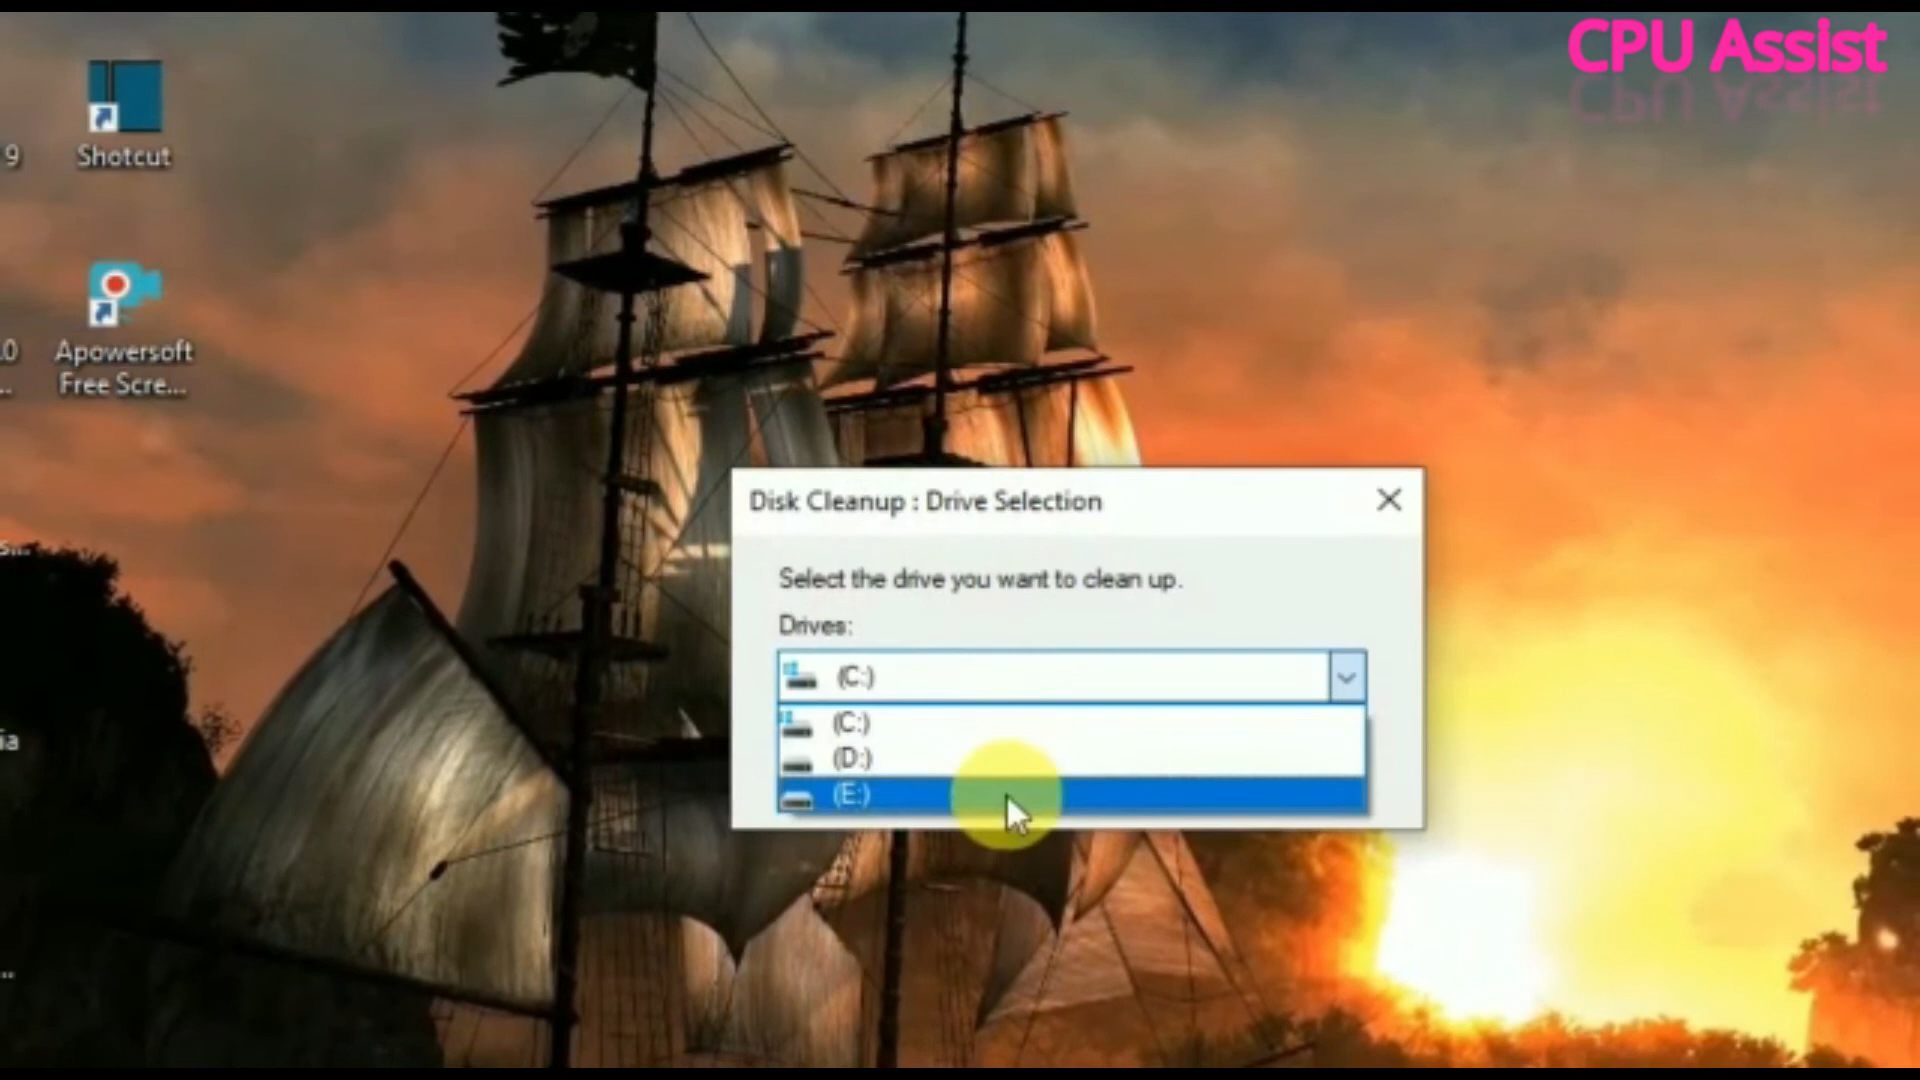 CPU Assist
9
Shotcut
Apowersoft
Free Scre...
Disk Cleanup : Drive Selection
Select the drive you want to clean up.
Drives:
(C:)
(C:)
(D:)
(E:)